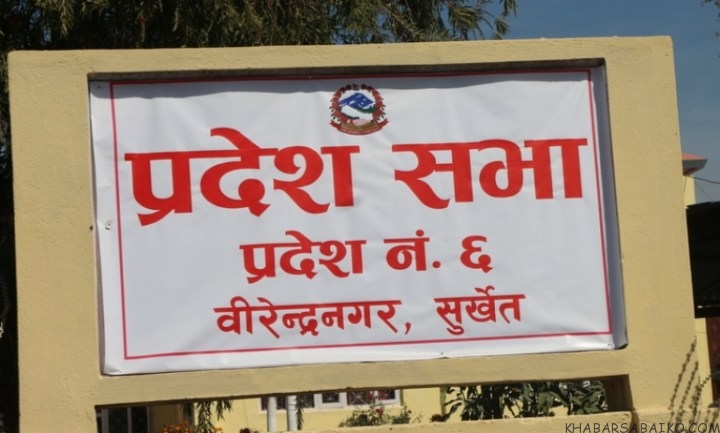 प्रदेश सभा
प्रदेश नं. ६
वीरेन्द्रनगर, सुर्खेत
KHABARSABAIKO.COM